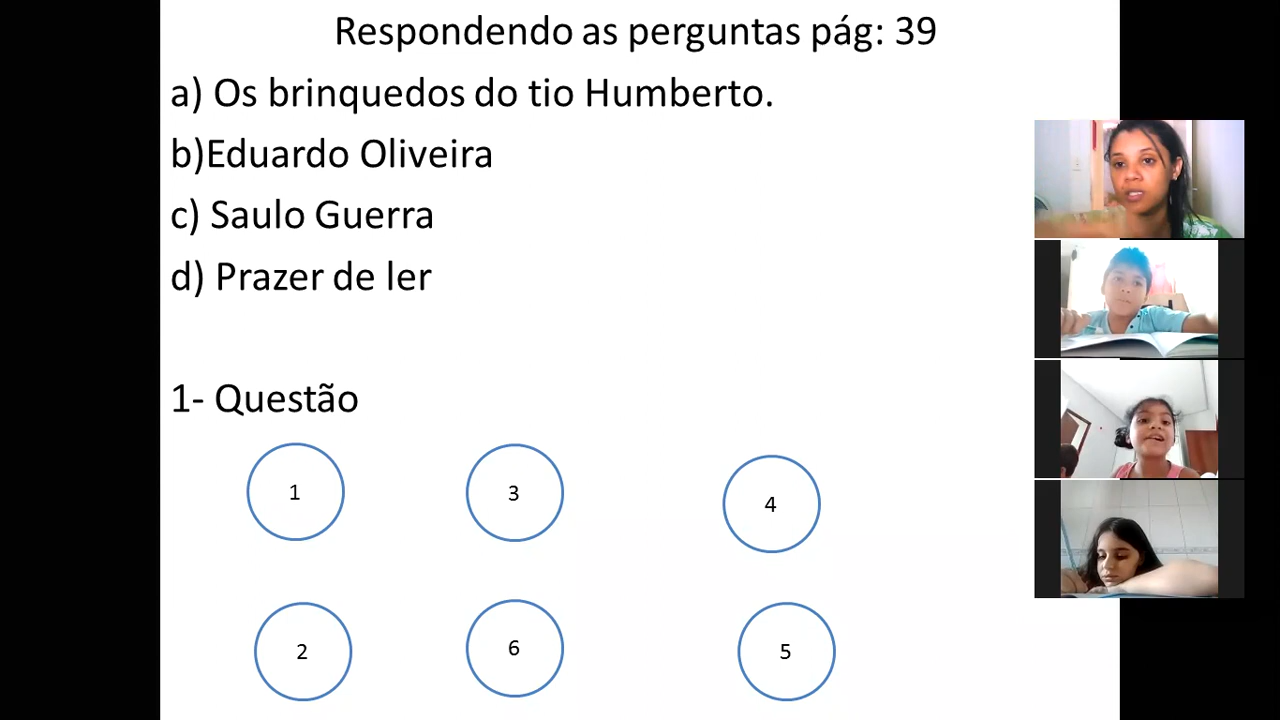 Respondendo as perguntas pág: 39
a) Os brinquedos do tio Humberto.
b)Eduardo Oliveira
c) Saulo Guerra
d) Prazer de ler
1- Questão
1 3 4
2 6 5